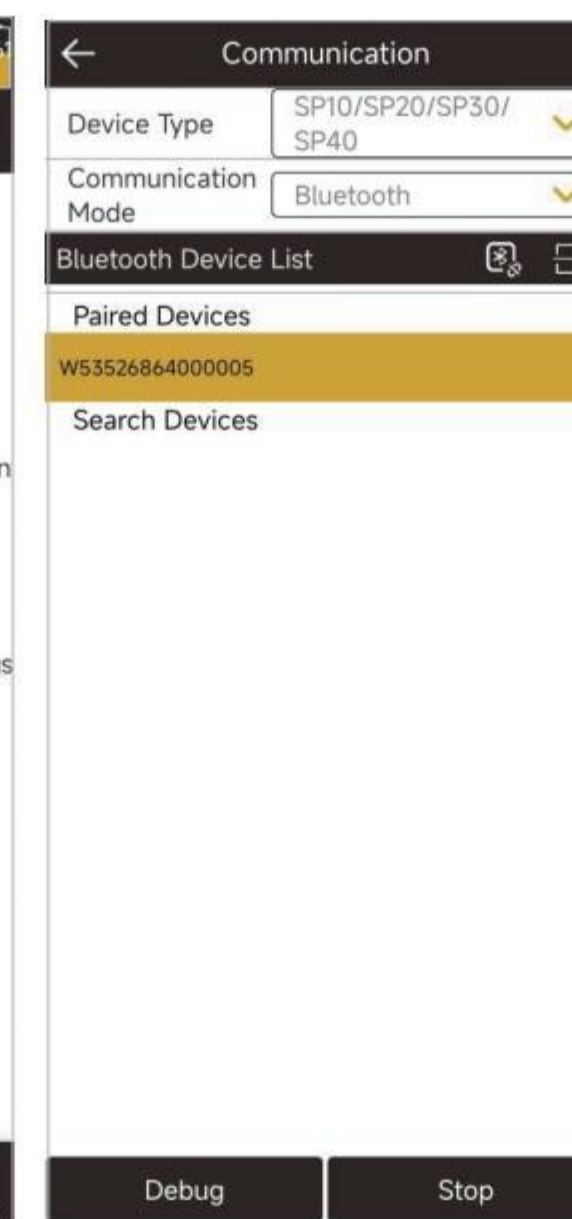 Communication
Device Type
SP10/SP20/SP30/
SP40
Communication
Mode
Bluetooth
Bluetooth Device List
Paired Devices
W53526864000005
Search Devices
n
s
Debug
Stop